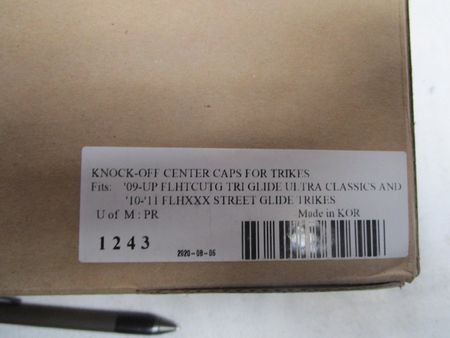 KNOCK-OFF CENTER CAPS FOR TRIKES
Fits: '09-UP FLHTCUTG TRI GLIDE ULTRA CLASSICS AND
'10-'11 FLHXXX STREET GLIDE TRIKES
U of M : PR Made in KOR
1243 2020-08-05